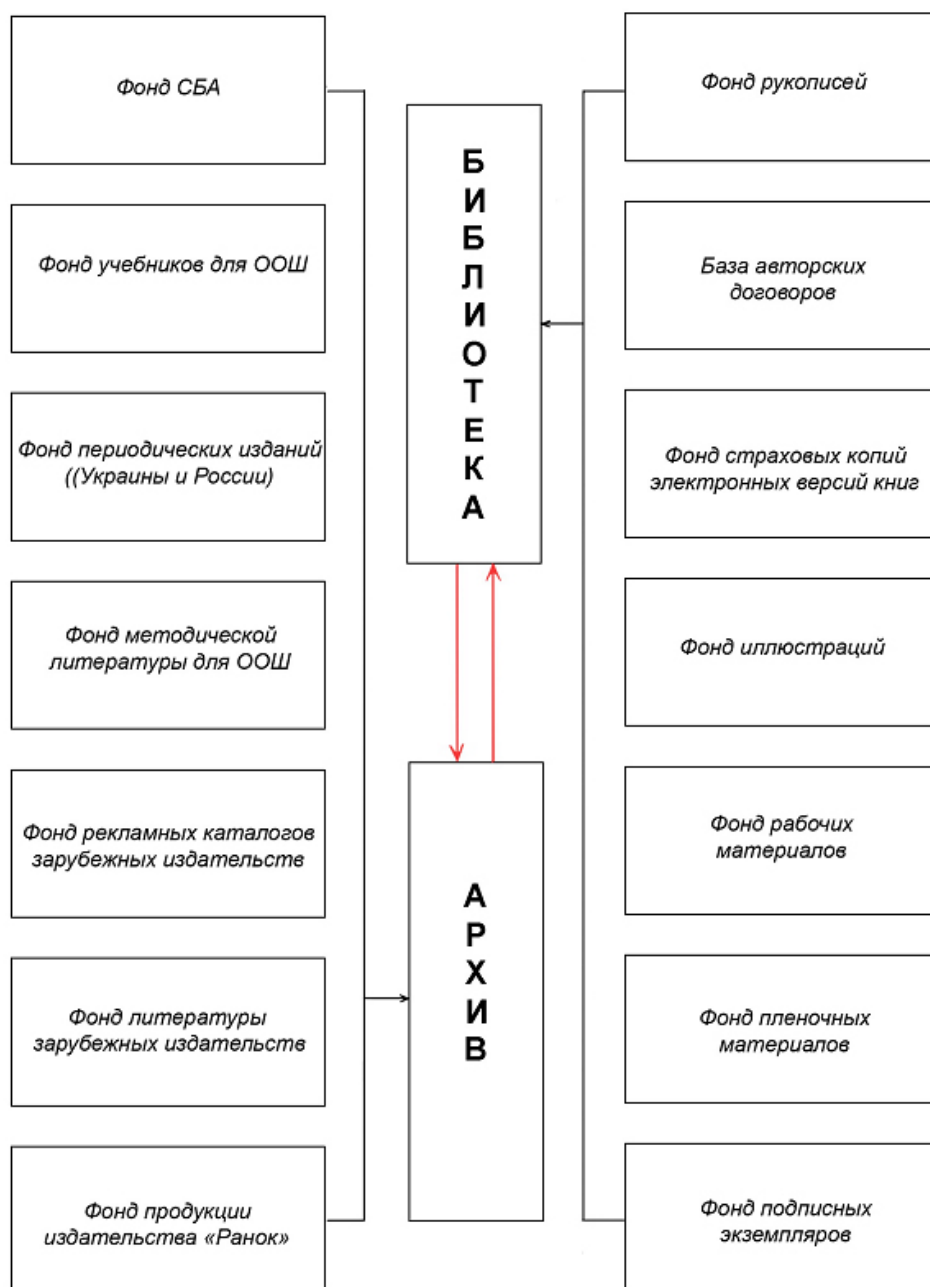 Фонд СБА
Фонд учебников для ООШ
Фонд периодических изданий
((Украины и России)
Фонд методической
литературы для ООШ
Фонд рекламных каталогов
зарубежных издательств
Фонд литературы
зарубежных издательств
Фонд продукции
издательства «Ранок»
БИБЛИОТЕКА
АРХИВ
Фонд рукописей
База авторских
договоров
Фонд страховых копий
электронных версий книг
Фонд иллюстраций
Фонд рабочих
материалов
Фонд пленочных
материалов
Фонд подписных
экземпляров